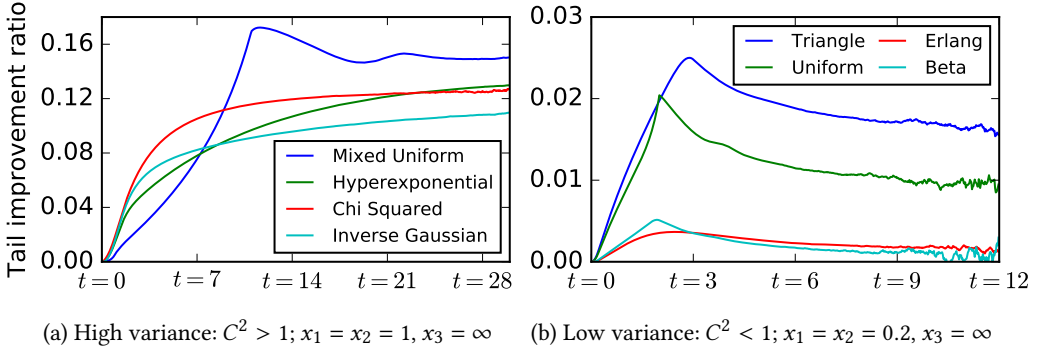 Tail improvement ratio
0.16
0.12
0.08
0.04
0.00
t = 0
t = 7
t = 14
t = 21
t = 28
Mixed Uniform
Hyperexponential
Chi Squared
Inverse Gaussian
(a) High variance: C² > 1; x₁ = x₂ = 1, x₃ = ∞
0.03
0.02
0.01
0.00
t = 0
t = 3
t = 6
t = 9
t = 12
Triangle
Uniform
Erlang
Beta
(b) Low variance: C² < 1; x₁ = x₂ = 0.2, x₃ = ∞